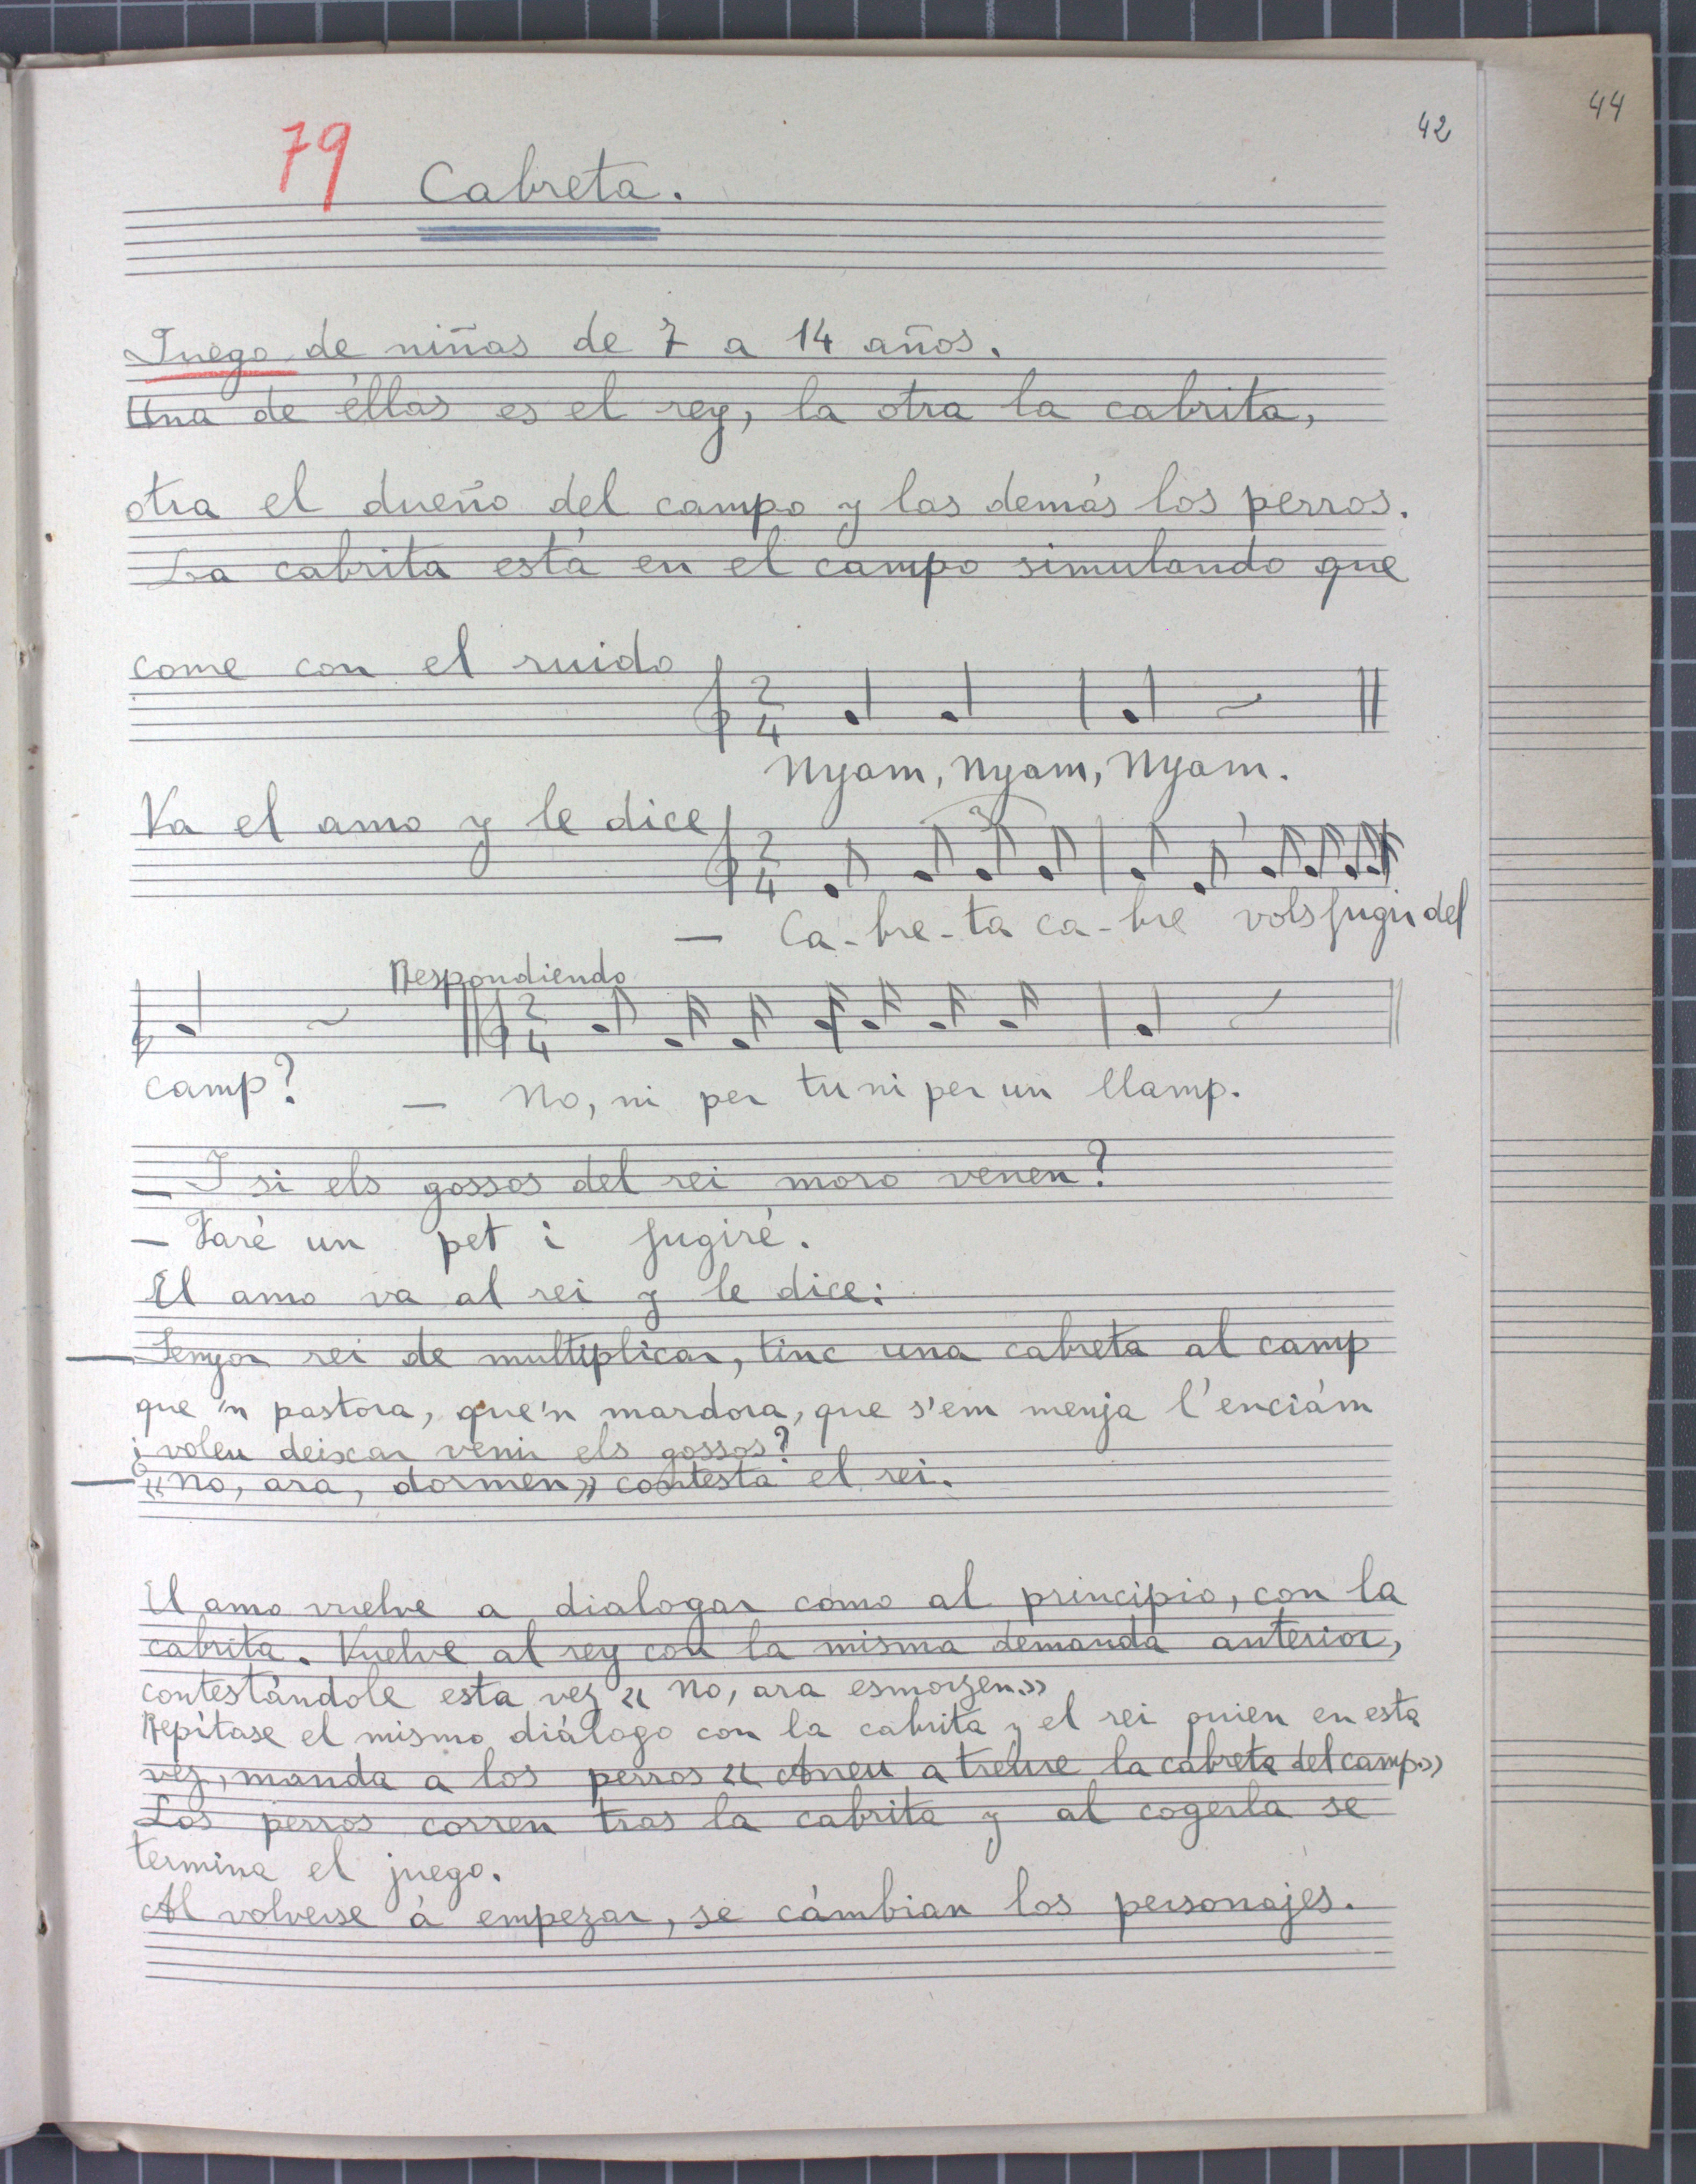 44
42
79
Cabreta.
Juego de niñas de 7 a 14 años.
Una de éllas es el rey, la otra la cabrita,
otra el dueño del campo y las demás los perros.
La cabrita está en el campo simulando que
come con el ruido
2
4
Nyam, Nyam, Nyam.
Va el amo y le dice
3
2
4
— Ca-bre-ta ca-bre vols fugir del
Respondiendo
2
4
camp? — No, ni per tu ni per un llamp.
— I si els gossos del rei moro venen?
— Faré un pet i fugiré.
El amo va al rei y le dice:
— Senyor rei de multiplicar, tinc una cabreta al camp
que 'n pastora, que'n mardora, que s'em menja l'enciám
¿voleu deixar venir els gossos?
— «No, ara, dormen» contesta el rei.
El amo vuelve a dialogar como al principio, con la
cabrita. Vuelve al rey con la misma demanda anterior,
contestándole esta vez « No, ara esmorzen.»
Repítase el mismo diálogo con la cabrita y el rei quien en esta
vez, manda a los perros « Aneu a treure la cabreta del camp.»
Los perros corren tras la cabrita y al cogerla se
termina el juego.
Al volverse á empezar, se cámbian los personajes.